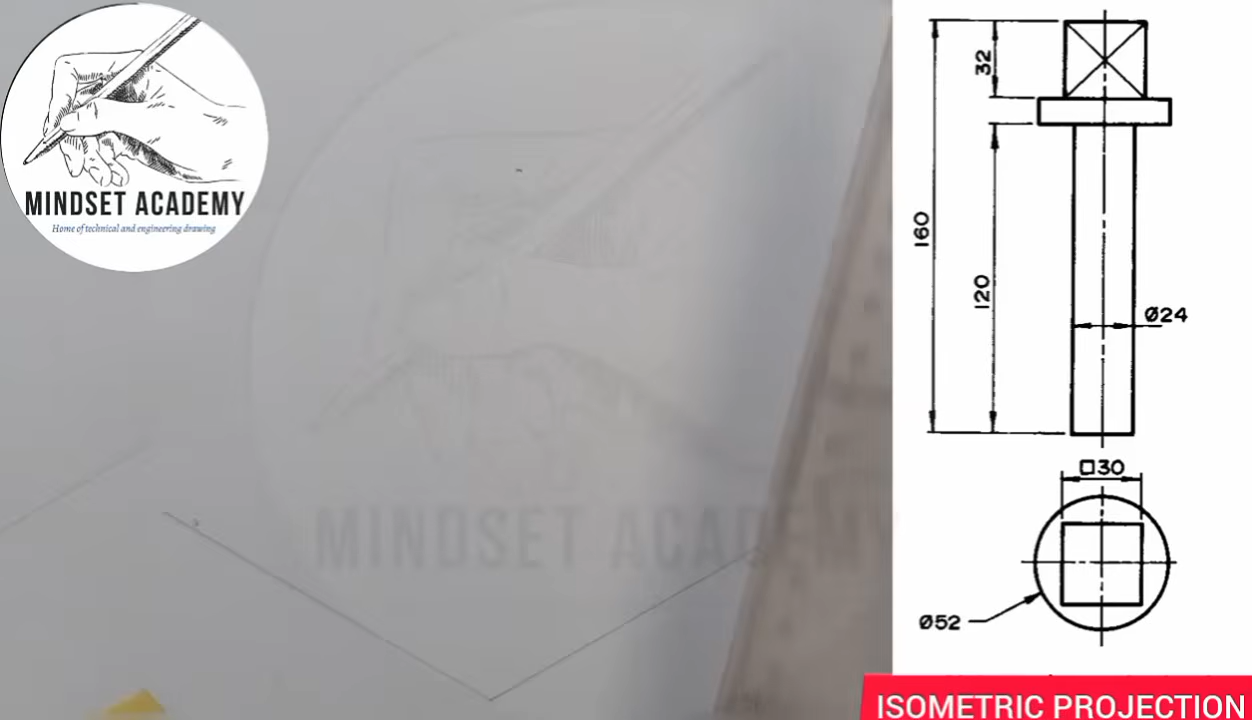 MINDSET ACADEMY
Home of technical and engineering drawing
MINDSET ACADEMY
32
160
120
Ø24
□30
Ø52
ISOMETRIC PROJECTION